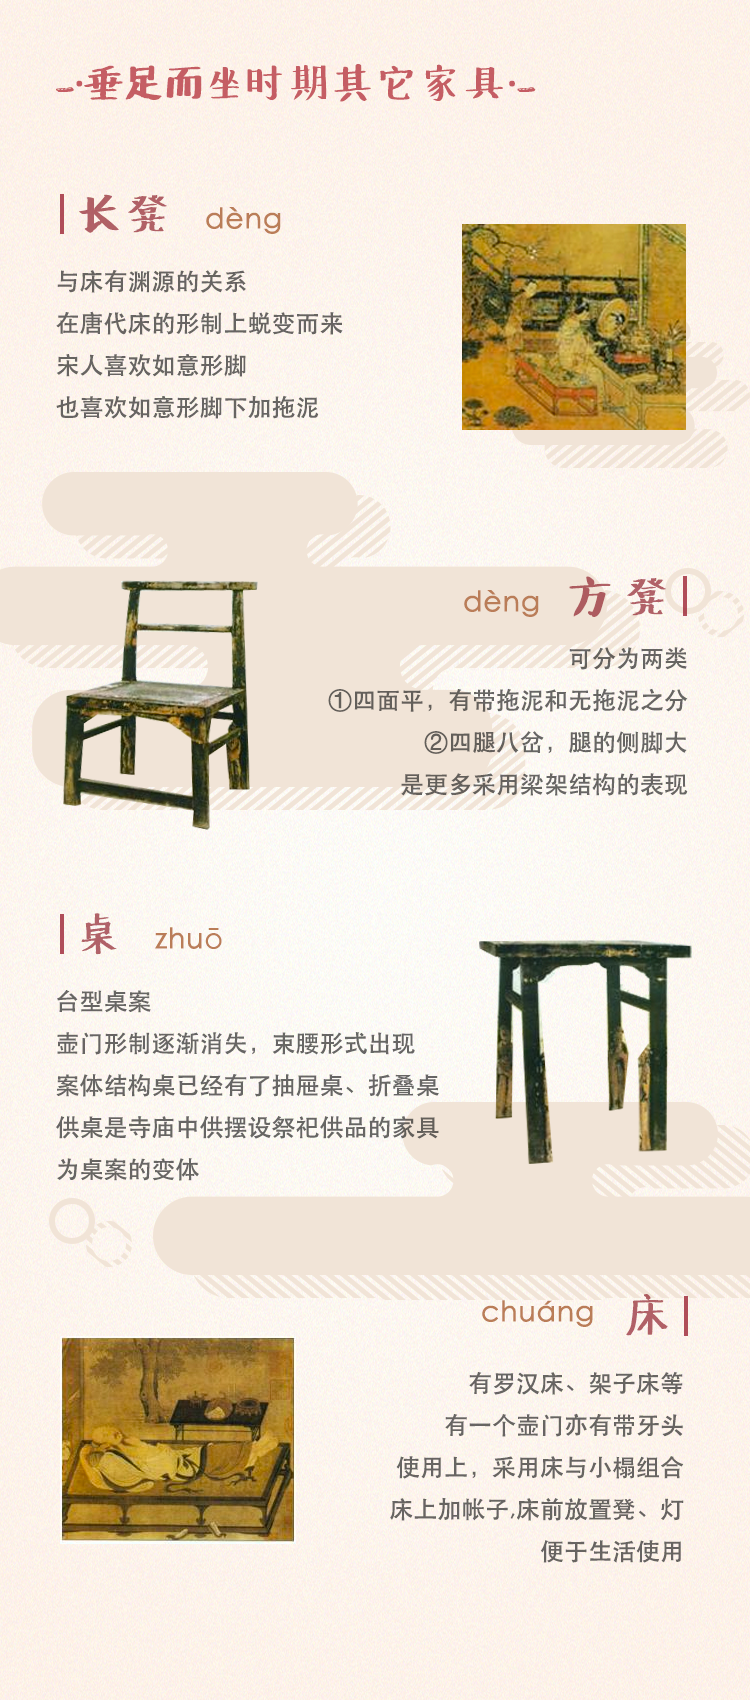 垂足而坐时期其它家具
长凳 dèng
与床有渊源的关系
在唐代床的形制上蜕变而来
宋人喜欢如意形脚
也喜欢如意形脚下加拖泥
dèng 方凳
可分为两类
①四面平，有带拖泥和无拖泥之分
②四腿八岔，腿的侧脚大
是更多采用梁架结构的表现
桌 zhuō
台型桌案
壶门形制逐渐消失，束腰形式出现
案体结构桌已经有了抽屉桌、折叠桌
供桌是寺庙中供摆设祭祀供品的家具
为桌案的变体
chuáng 床
有罗汉床、架子床等
有一个壶门亦有带牙头
使用上，采用床与小榻组合
床上加帐子,床前放置凳、灯
便于生活使用